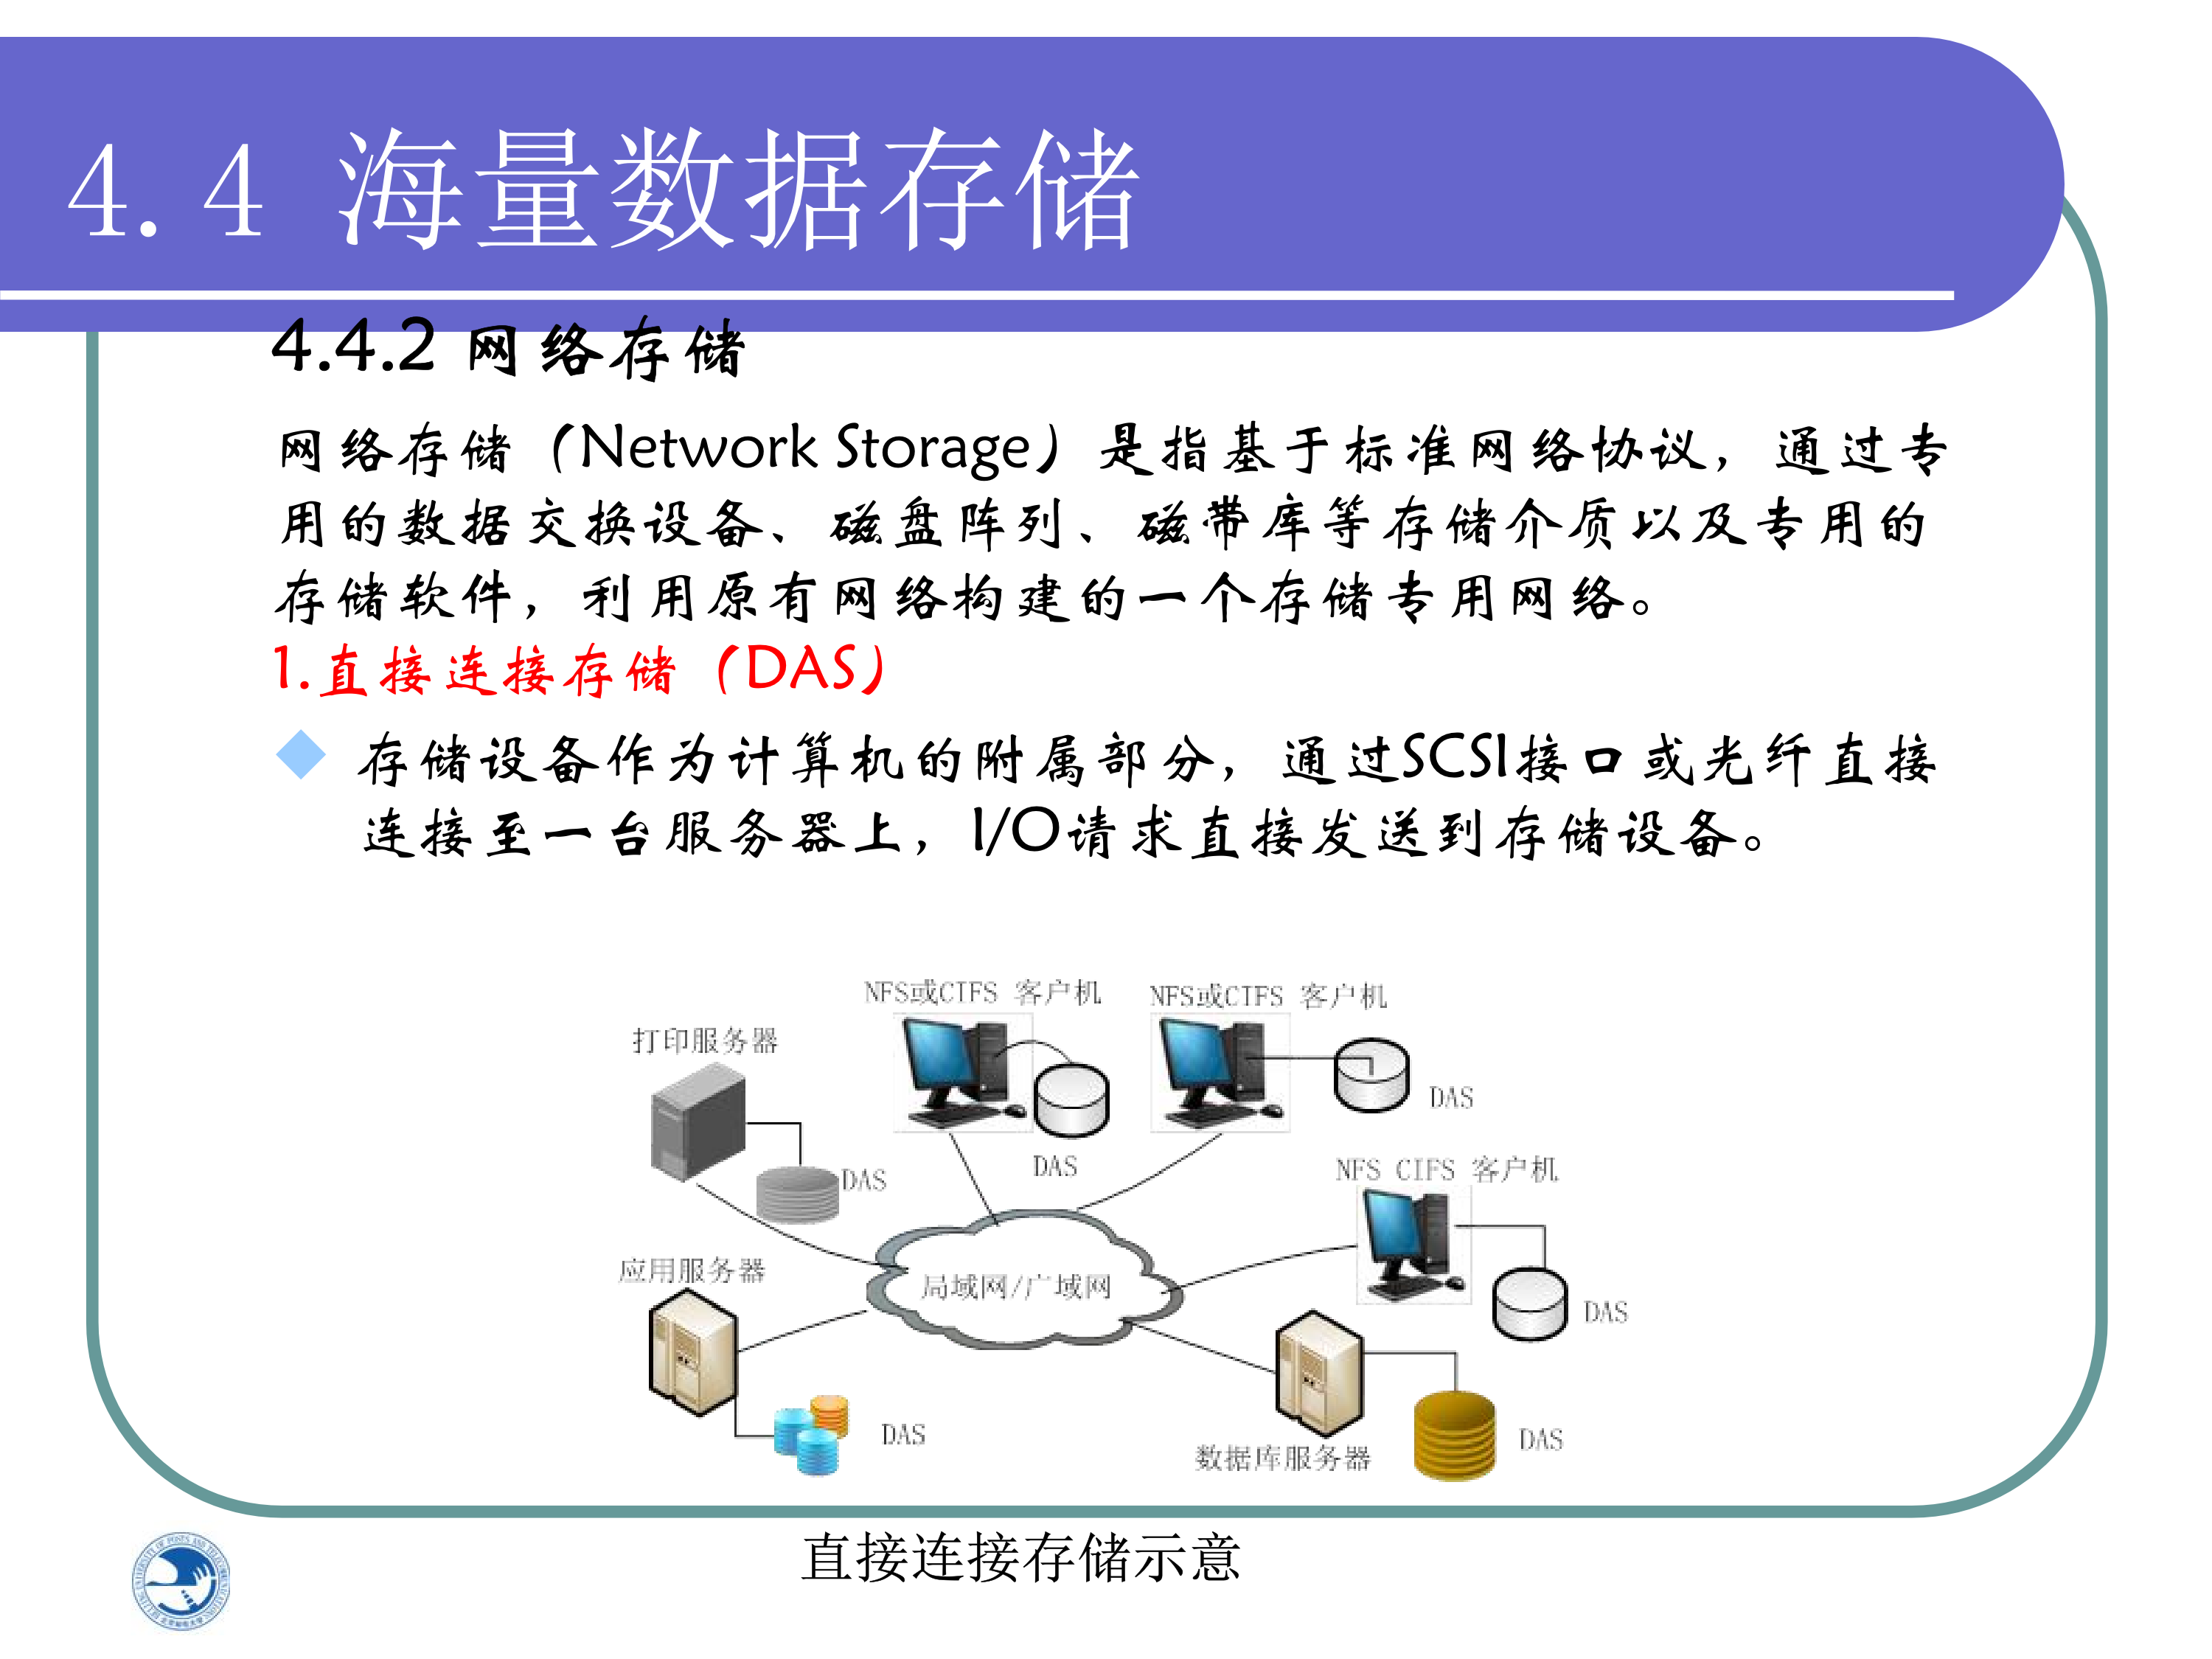 4.4 海量数据存储
4.4.2 网络存储
网络存储（Network Storage）是指基于标准网络协议，通过专
用的数据交换设备、磁盘阵列、磁带库等存储介质以及专用的
存储软件，利用原有网络构建的一个存储专用网络。
1.直接连接存储（DAS）
存储设备作为计算机的附属部分，通过SCSI接口或光纤直接
连接至一台服务器上，I/O请求直接发送到存储设备。
NFS或CIFS 客户机
NFS或CIFS 客户机
打印服务器
DAS
DAS
DAS
NFS CIFS 客户机
应用服务器
局域网/广域网
DAS
DAS
数据库服务器
DAS
直接连接存储示意